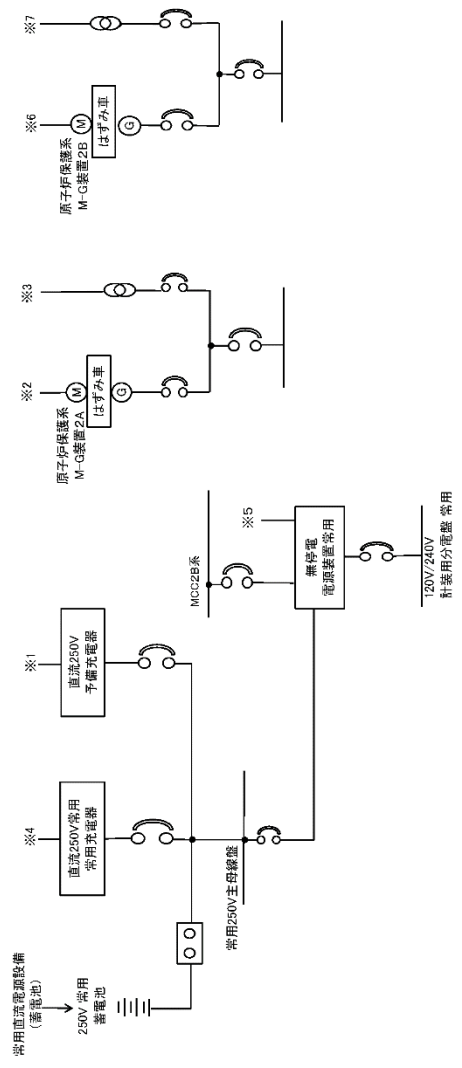 常用直流電源設備
(蓄電池)
250V 常用
蓄電池
※4
直流250V常用
常用充電器
※1
直流250V
予備充電器
常用250V主母線盤
MCC2B系
※5
無停電
電源装置常用
120V/240V
計装用分電盤 常用
※2
原子炉保護系
M-G装置2A
M
はずみ車
G
※3
※6
原子炉保護系
M-G装置2B
M
はずみ車
G
※7